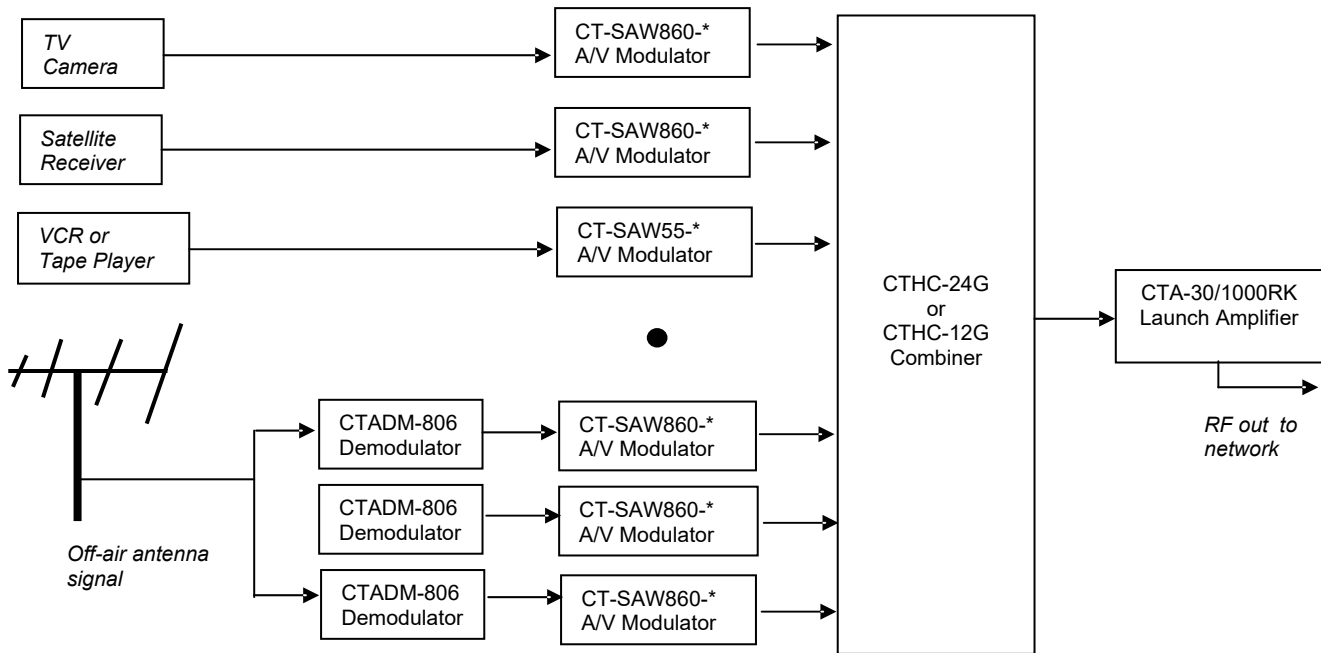 TV
Camera
CT-SAW860-*
A/V Modulator
Satellite
Receiver
CT-SAW860-*
A/V Modulator
VCR or
Tape Player
CT-SAW55-*
A/V Modulator
CTHC-24G
or
CTHC-12G
Combiner
CTA-30/1000RK
Launch Amplifier
RF out to
network
Off-air antenna
signal
CTADM-806
Demodulator
CT-SAW860-*
A/V Modulator
CTADM-806
Demodulator
CT-SAW860-*
A/V Modulator
CTADM-806
Demodulator
CT-SAW860-*
A/V Modulator